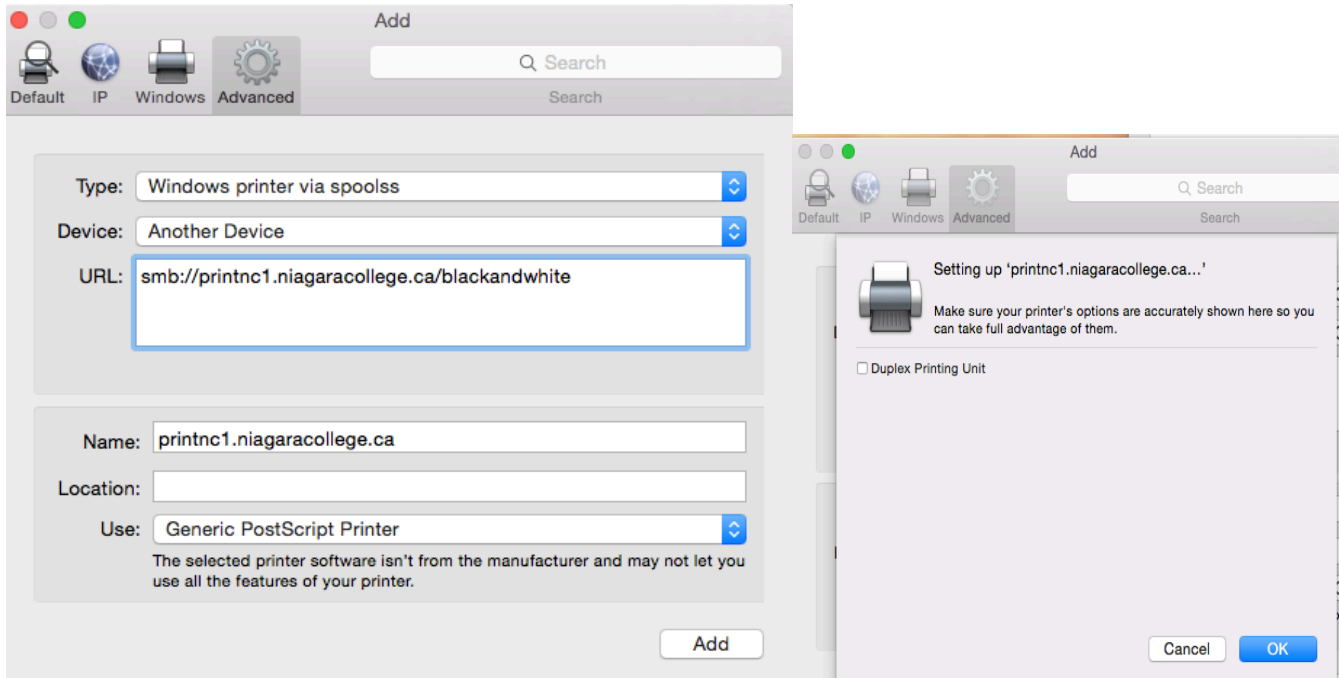 Add
Search
Default IP Windows Advanced
Search
Type: Windows printer via spoolss
Device: Another Device
URL: smb://printnc1.niagaracollege.ca/blackandwhite
Name: printnc1.niagaracollege.ca
Location:
Use: Generic PostScript Printer
The selected printer software isn't from the manufacturer and may not let you
use all the features of your printer.
Add
Add
Search
Default IP Windows Advanced
Search
Setting up ‘printnc1.niagaracollege.ca...’
Make sure your printer's options are accurately shown here so you
can take full advantage of them.
Duplex Printing Unit
Cancel OK